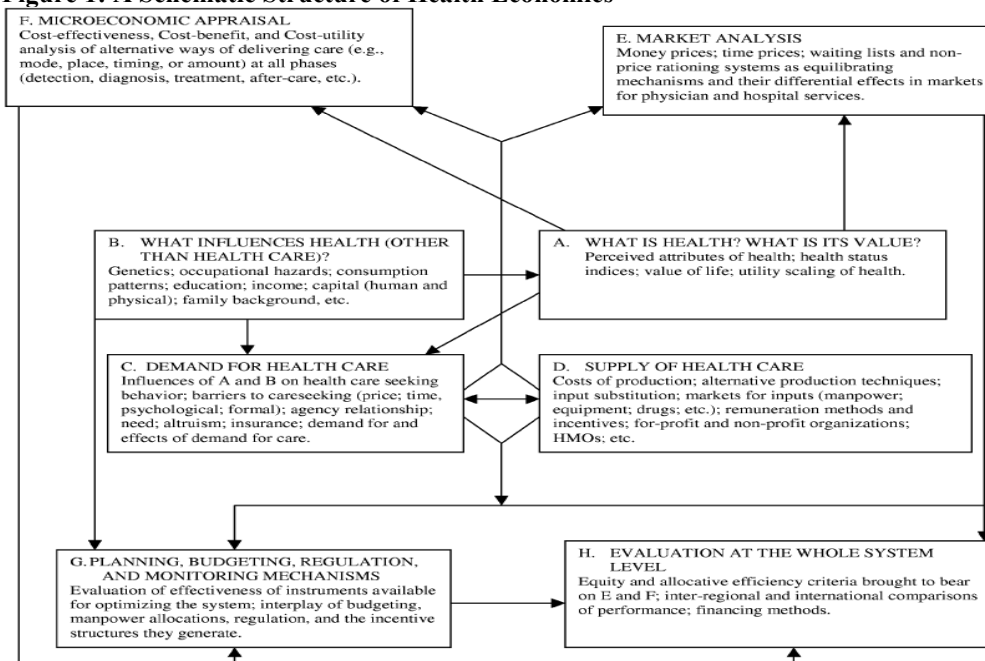 Figure 1: A Schematic Structure of Health Economics
F. MICROECONOMIC APPRAISAL
Cost-effectiveness, Cost-benefit, and Cost-utility
analysis of alternative ways of delivering care (e.g.,
mode, place, timing, or amount) at all phases
(detection, diagnosis, treatment, after-care, etc.).
E. MARKET ANALYSIS
Money prices; time prices; waiting lists and non-
price rationing systems as equilibrating
mechanisms and their differential effects in markets
for physician and hospital services.
B. WHAT INFLUENCES HEALTH (OTHER
THAN HEALTH CARE)?
Genetics; occupational hazards; consumption
patterns; education; income; capital (human and
physical); family background, etc.
A. WHAT IS HEALTH? WHAT IS ITS VALUE?
Perceived attributes of health; health status
indices; value of life; utility scaling of health.
C. DEMAND FOR HEALTH CARE
Influences of A and B on health care seeking
behavior; barriers to careseeking (price; time,
psychological; formal); agency relationship;
need; altruism; insurance; demand for and
effects of demand for care.
D. SUPPLY OF HEALTH CARE
Costs of production; alternative production techniques;
input substitution; markets for inputs (manpower;
equipment; drugs; etc.); remuneration methods and
incentives; for-profit and non-profit organizations;
HMOs; etc.
G. PLANNING, BUDGETING, REGULATION,
AND MONITORING MECHANISMS
Evaluation of effectiveness of instruments available
for optimizing the system; interplay of budgeting,
manpower allocations, regulation, and the incentive
structures they generate.
H. EVALUATION AT THE WHOLE SYSTEM
LEVEL
Equity and allocative efficiency criteria brought to bear
on E and F; inter-regional and international comparisons
of performance; financing methods.